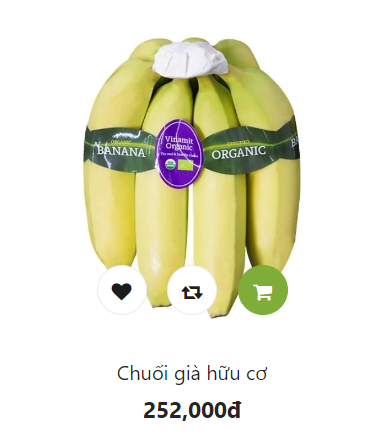 ORGANIC
BANANA
Vinamit
Organic
ORGANIC
Chuối già hữu cơ
252,000đ